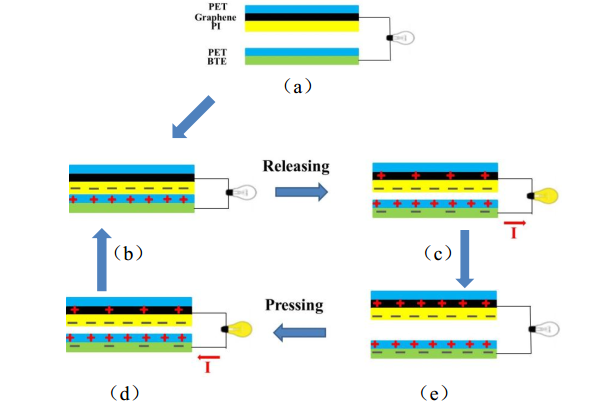 PET
Graphene
PI
PET
BTE
(a)
Releasing
I
(b)
(c)
Pressing
I
(d)
(e)